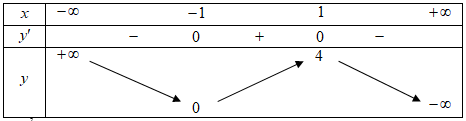 x −∞ −1 1 +∞
y′ − 0 + 0 −
+∞ 4
y
0 −∞
,